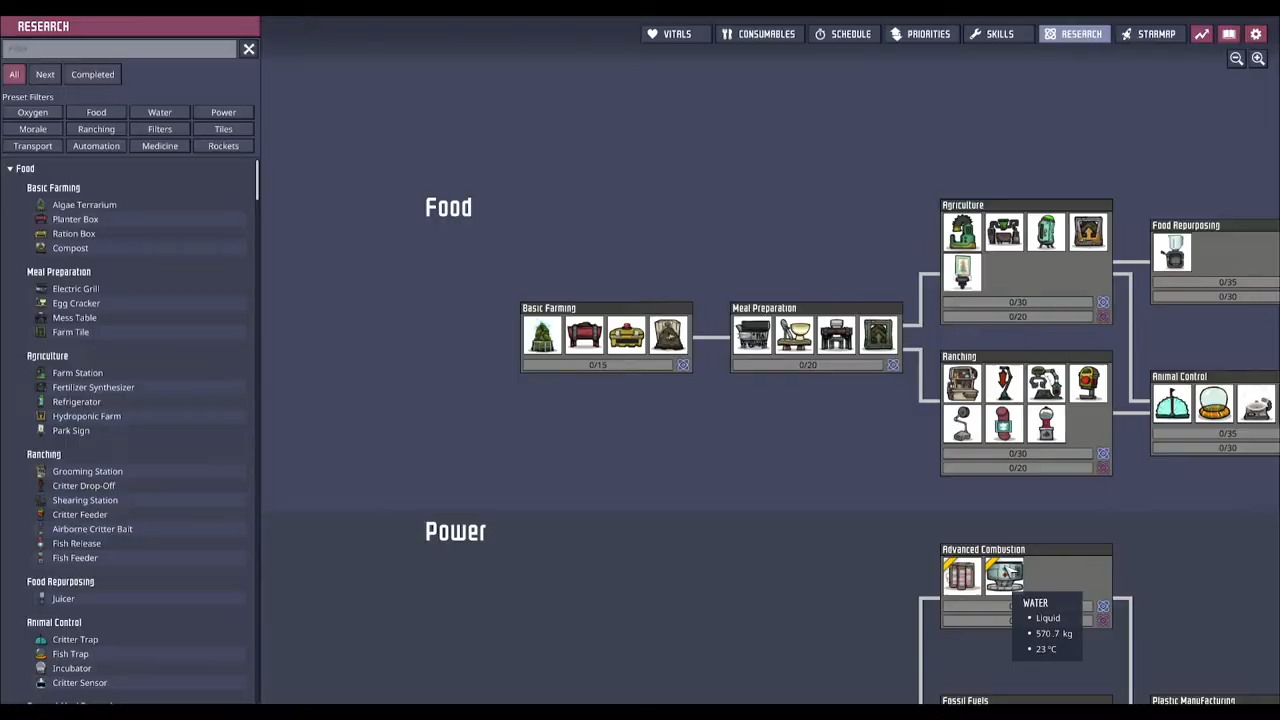 RESEARCH
VITALS
CONSUMABLES
SCHEDULE
PRIORITIES
SKILLS
RESEARCH
STARMAP
Filter
All
Next
Completed
Preset Filters
Oxygen
Food
Water
Power
Morale
Ranching
Filters
Tiles
Transport
Automation
Medicine
Rockets
Food
Basic Farming
Algae Terrarium
Planter Box
Ration Box
Compost
Meal Preparation
Electric Grill
Egg Cracker
Mess Table
Farm Tile
Agriculture
Farm Station
Fertilizer Synthesizer
Refrigerator
Hydroponic Farm
Park Sign
Ranching
Grooming Station
Critter Drop-Off
Shearing Station
Critter Feeder
Airborne Critter Bait
Fish Release
Fish Feeder
Food Repurposing
Juicer
Animal Control
Critter Trap
Fish Trap
Incubator
Critter Sensor
Food
Basic Farming
0/15
Meal Preparation
0/20
Agriculture
0/30
0/20
Food Repurposing
0/35
0/30
Ranching
0/30
0/20
Animal Control
0/35
0/30
Power
Advanced Combustion
WATER
• Liquid
• 570.7 kg
• 23 °C
Fossil Fuels
Plastic Manufacturing